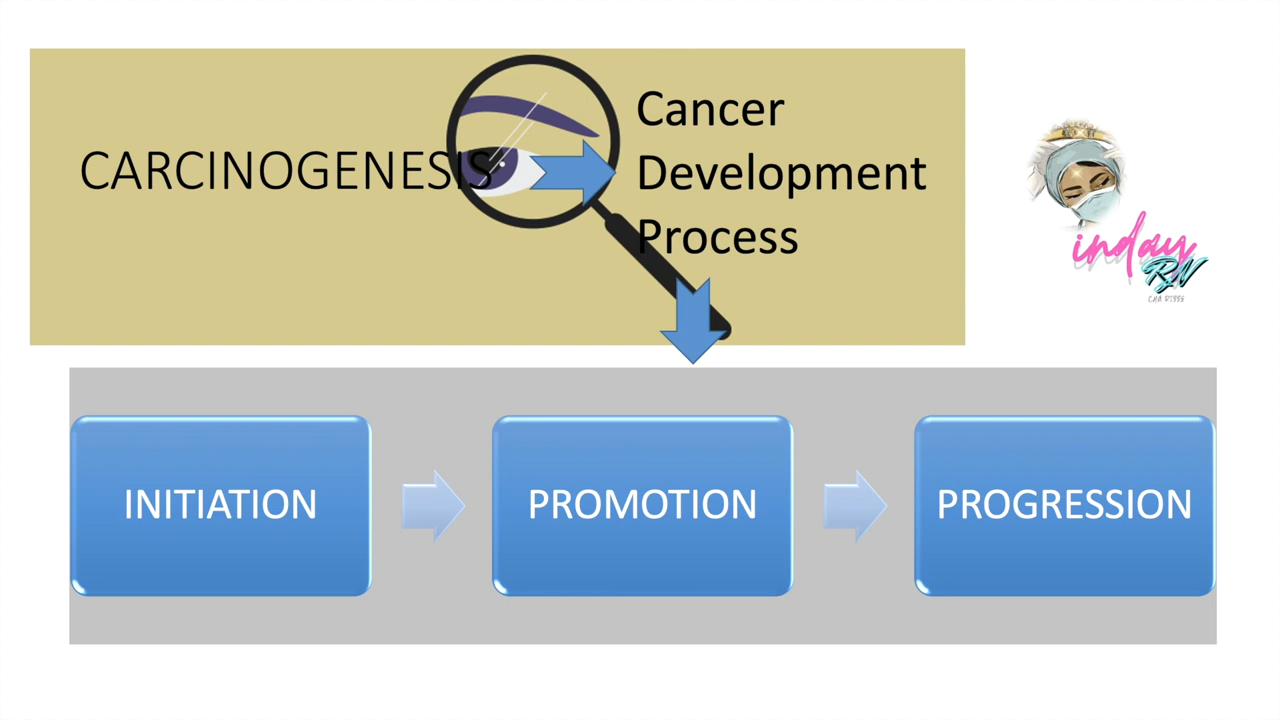 CARCINOGENESIS
Cancer
Development
Process
inday
RN
INITIATION
PROMOTION
PROGRESSION